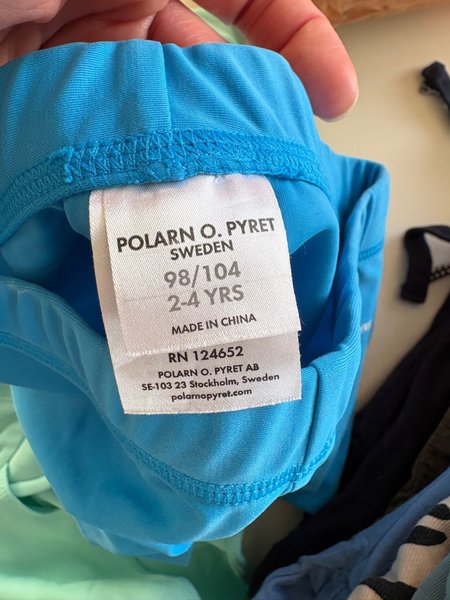 POLARN O. PYRET
SWEDEN
98/104
2-4 YRS
MADE IN CHINA
RN 124652
POLARN O. PYRET AB
SE-103 23 Stockholm, Sweden
polarnopyret.com